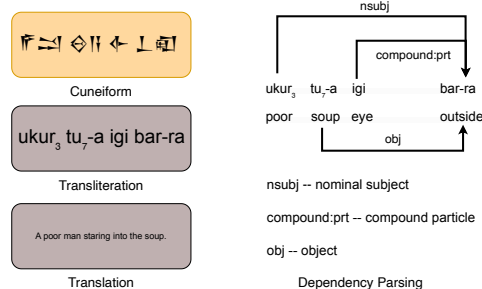 Cuneiform
ukur₃ tu₇-a igi bar-ra
Transliteration
A poor man staring into the soup.
Translation
nsubj
compound:prt
ukur₃ tu₇-a igi bar-ra
poor soup eye outside
obj
nsubj -- nominal subject
compound:prt -- compound particle
obj -- object
Dependency Parsing